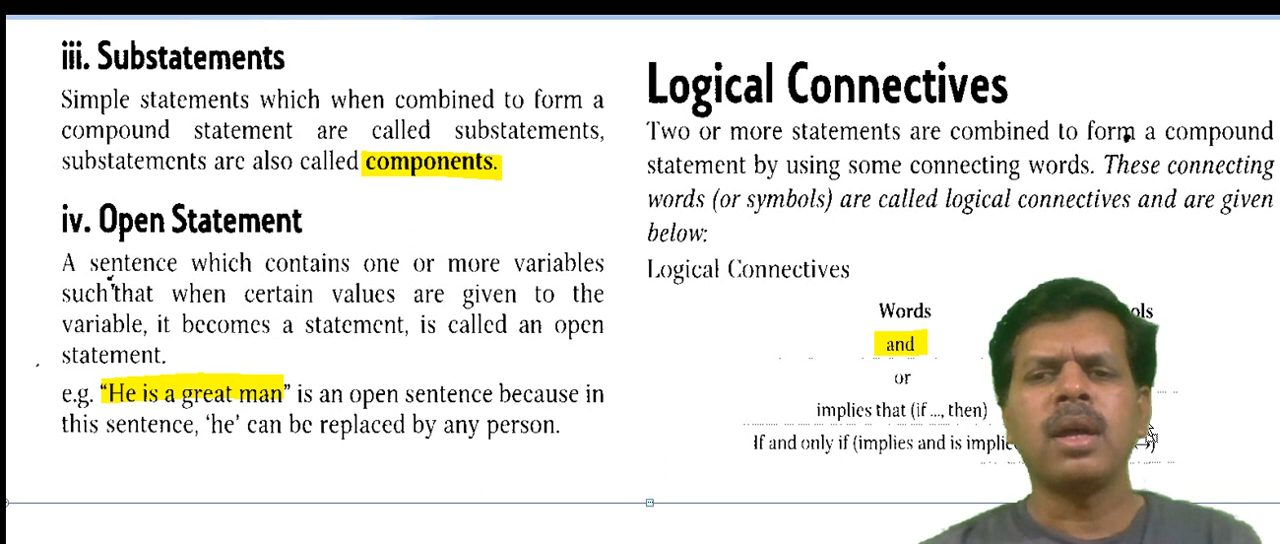 iii. Substatements
Simple statements which when combined to form a
compound statement are called substatements,
substatements are also called components.
iv. Open Statement
A sentence which contains one or more variables
such that when certain values are given to the
variable, it becomes a statement, is called an open
statement.
e.g. “He is a great man” is an open sentence because in
this sentence, ‘he’ can be replaced by any person.
Logical Connectives
Two or more statements are combined to form a compound
statement by using some connecting words. These connecting
words (or symbols) are called logical connectives and are given
below:
Logical Connectives
Words
and
or
implies that (if ..., then)
If and only if (implies and is